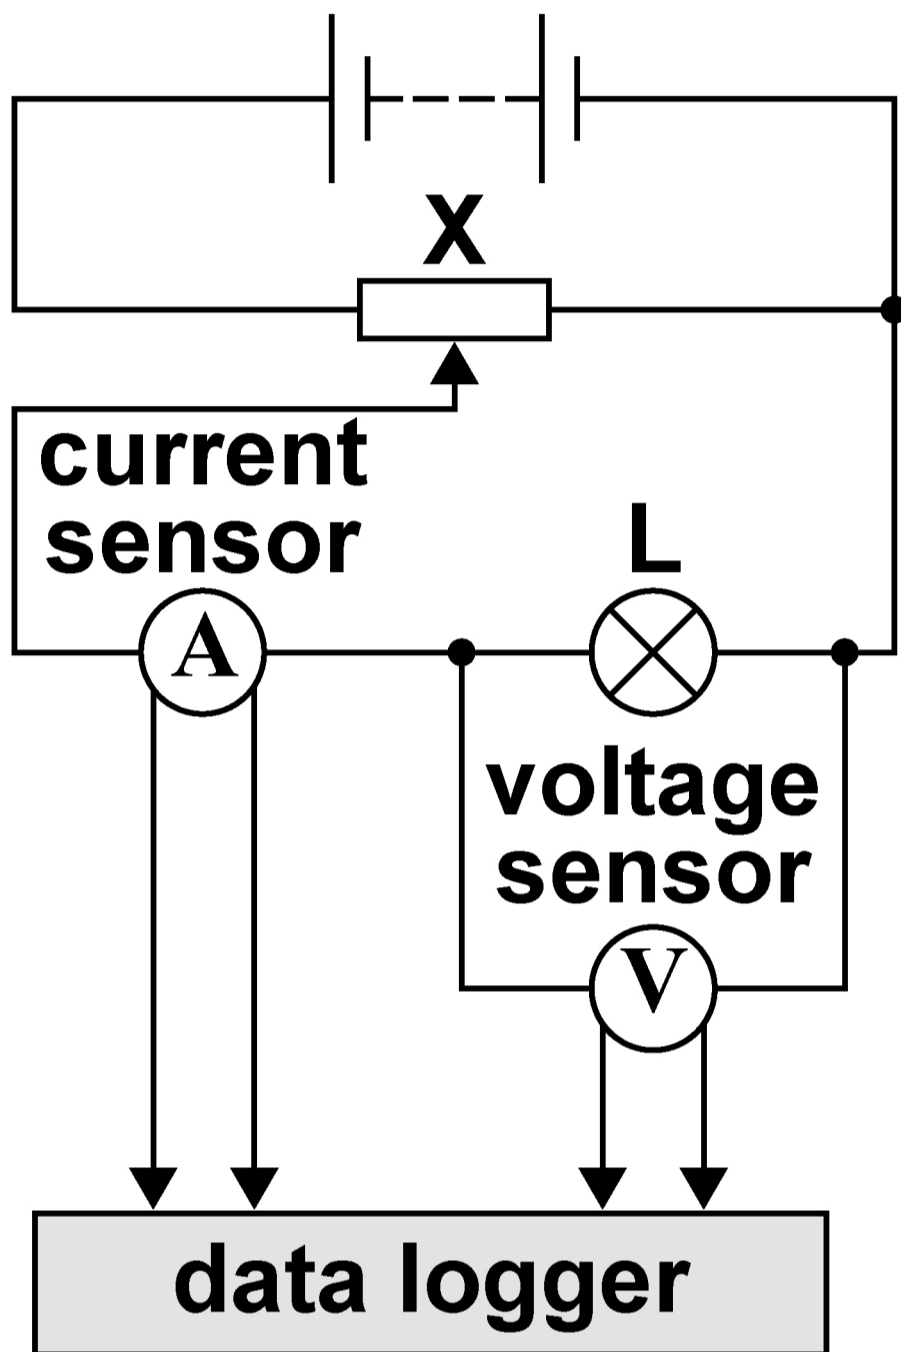 X
current
sensor
L
A
voltage
sensor
V
data logger